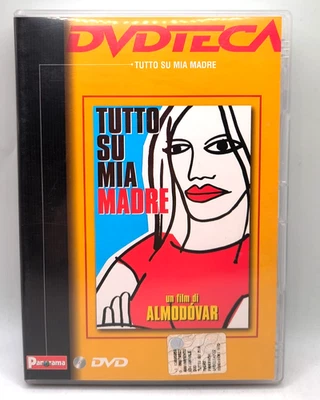 DVDTECA
TUTTO SU MIA MADRE
TUTTO
SU
MIA
MADRE
un film di
ALMODÓVAR
Panorama
DVD